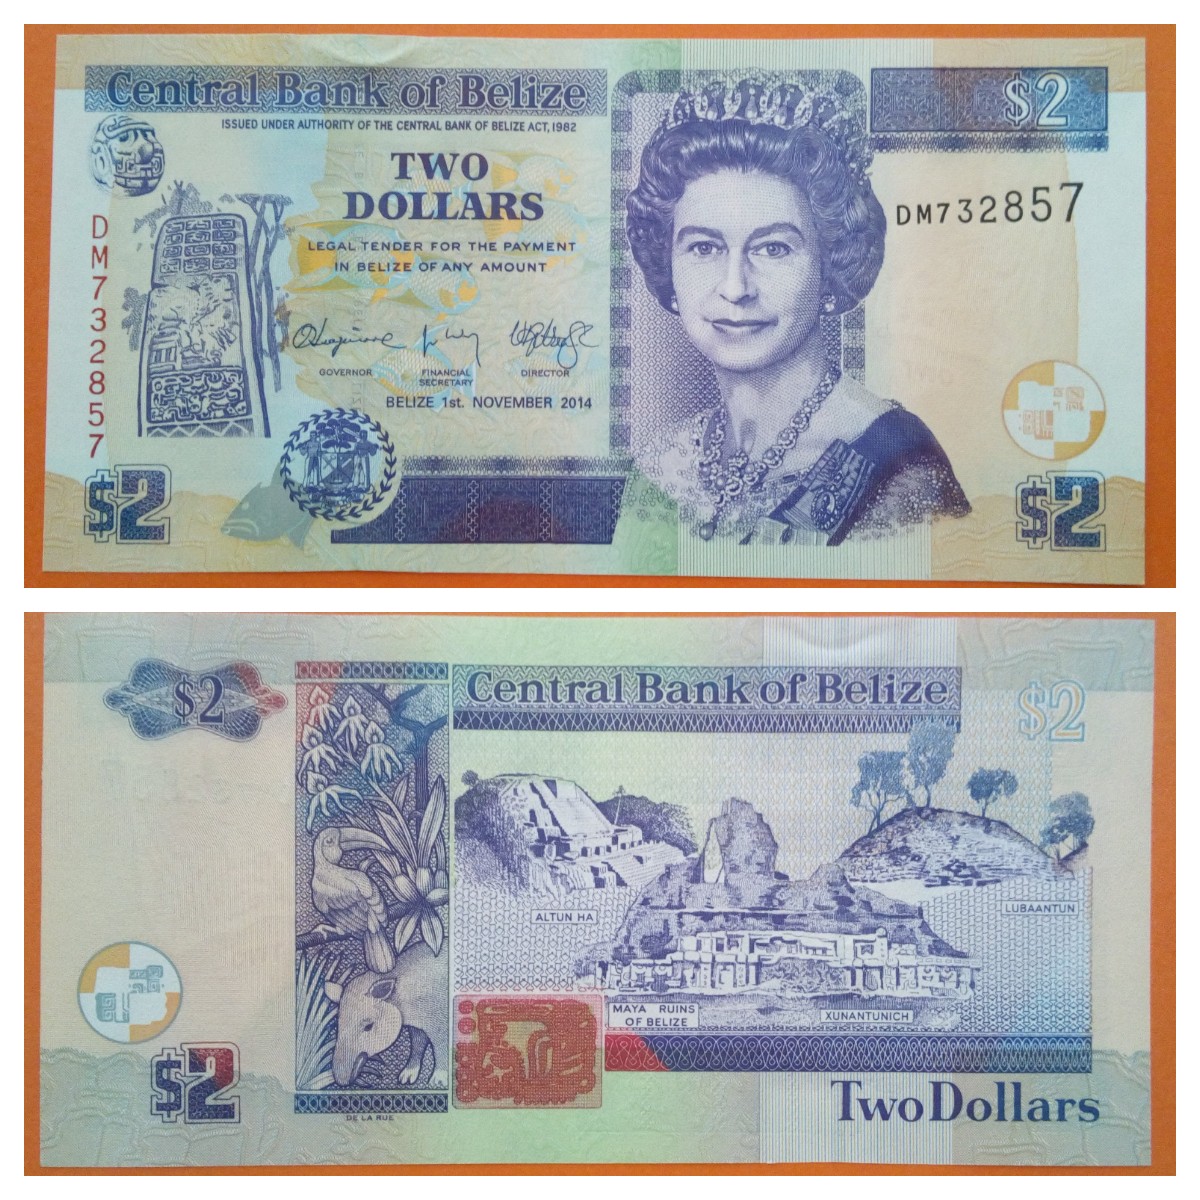 Central Bank of Belize
$2
ISSUED UNDER AUTHORITY OF THE CENTRAL BANK OF BELIZE ACT, 1982
TWO
DOLLARS
DM732857
DM732857
LEGAL TENDER FOR THE PAYMENT
IN BELIZE OF ANY AMOUNT
GOVERNOR
FINANCIAL
SECRETARY
DIRECTOR
BELIZE 1st. NOVEMBER 2014
$2
$2
$2
Central Bank of Belize
$2
ALTUN HA
LUBAANTUN
MAYA RUINS
OF BELIZE
XUNANTUNICH
$2
Two Dollars
DE LA RUE